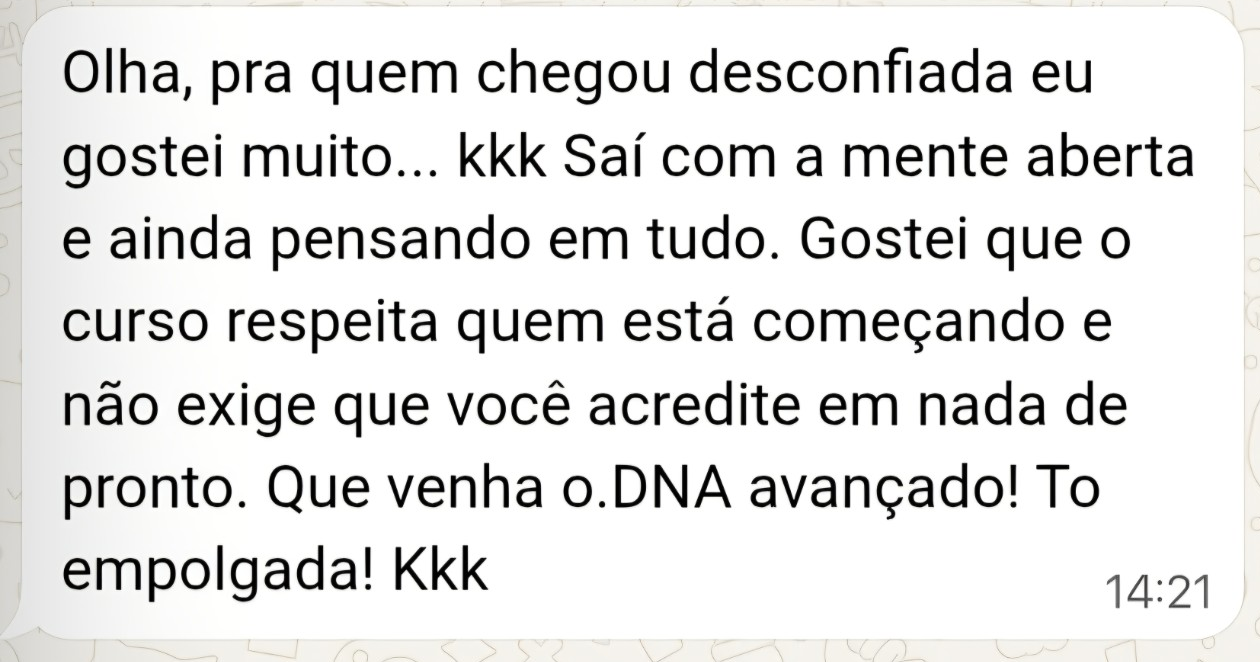 Olha, pra quem chegou desconfiada eu
gostei muito... kkk Saí com a mente aberta
e ainda pensando em tudo. Gostei que o
curso respeita quem está começando e
não exige que você acredite em nada de
pronto. Que venha o.DNA avançado! To
empolgada! Kkk
14:21